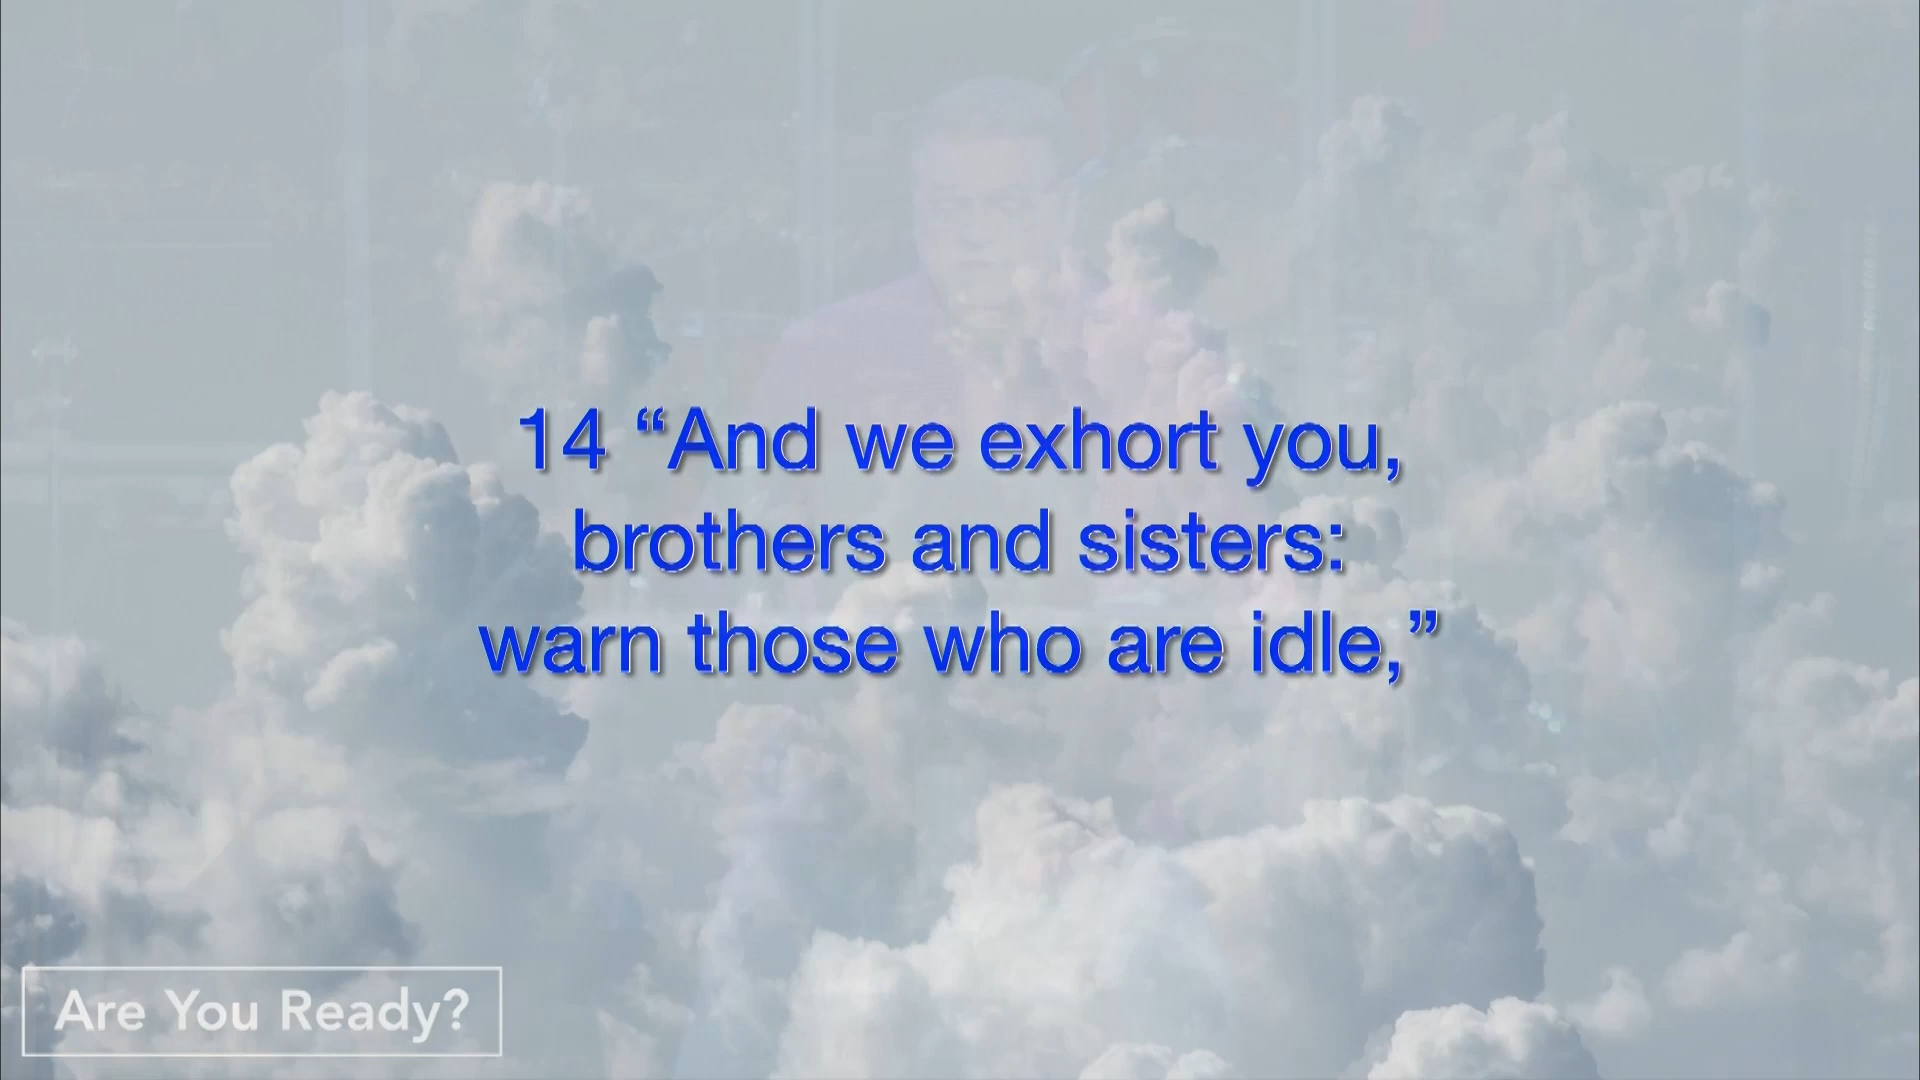 14 “And we exhort you,
brothers and sisters:
warn those who are idle,”
Are You Ready?